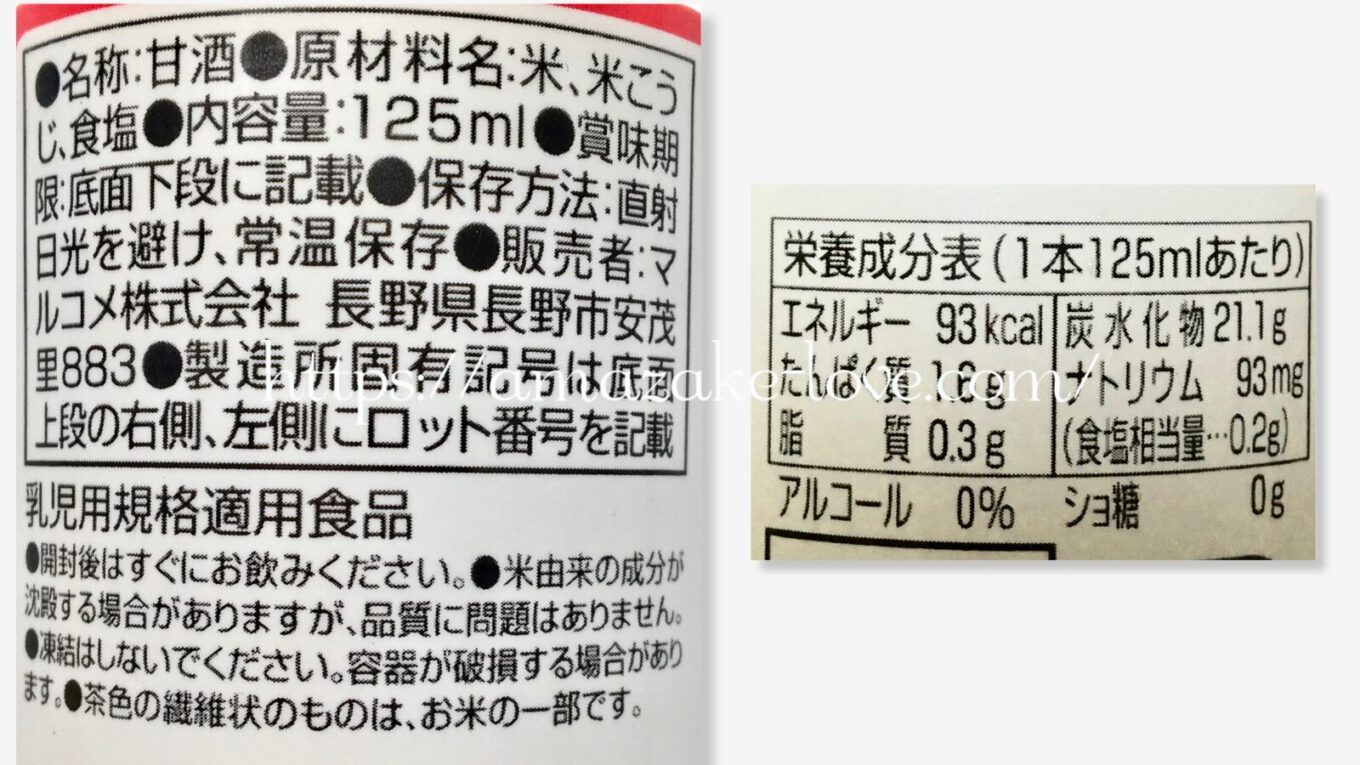 ●名称:甘酒●原材料名:米、米こう
じ、食塩●内容量:125ml●賞味期
限:底面下段に記載●保存方法:直射
日光を避け、常温保存●販売者:マ
ルコメ株式会社 長野県長野市安茂
里883●製造所固有記号は底面
上段の右側、左側にロット番号を記載
乳児用規格適用食品
●開封後はすぐにお飲みください。●米由来の成分が
沈殿する場合がありますが、品質に問題はありません。
●凍結はしないでください。容器が破損する場合があり
ます。●茶色の繊維状のものは、お米の一部です。
栄養成分表(1本125mlあたり)
エネルギー 93kcal 炭水化物 21.1g
たんぱく質 1.6g ナトリウム 93mg
脂質 0.3g (食塩相当量…0.2g)
アルコール 0% ショ糖 0g
https://amazakerlove.com/